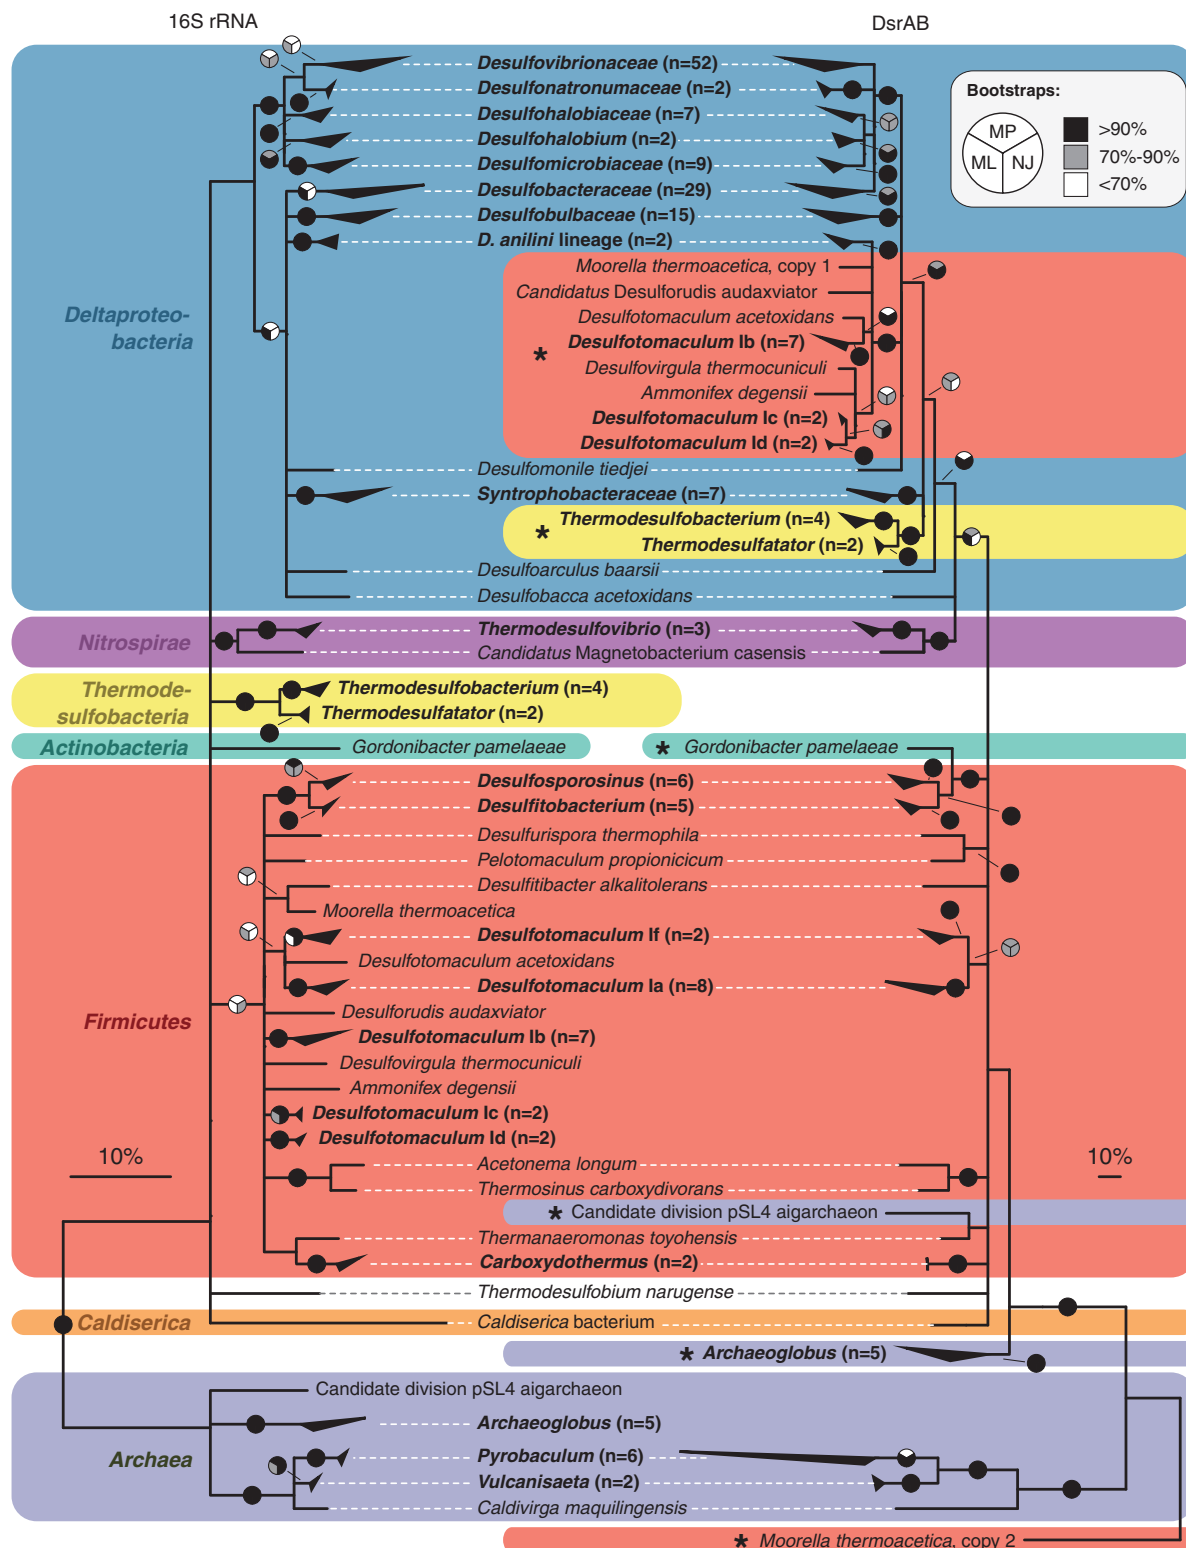 16S rRNA
DsrAB
Bootstraps:
MP
ML
NJ
>90%
70%-90%
<70%
Deltaproteo-
bacteria
Desulfovibrionaceae (n=52)
Desulfonatronumaceae (n=2)
Desulfohalobiaceae (n=7)
Desulfohalobium (n=2)
Desulfomicrobiaceae (n=9)
Desulfobacteraceae (n=29)
Desulfobulbaceae (n=15)
D. anilini lineage (n=2)
Moorella thermoacetica, copy 1
Candidatus Desulforudis audaxviator
Desulfotomaculum acetoxidans
* Desulfotomaculum Ib (n=7)
Desulfovirgula thermocuniculi
Ammonifex degensii
Desulfotomaculum Ic (n=2)
Desulfotomaculum Id (n=2)
Desulfomonile tiedjei
Syntrophobacteraceae (n=7)
* Thermodesulfobacterium (n=4)
Thermodesulfatator (n=2)
Desulfoarculus baarsii
Desulfobacca acetoxidans
Nitrospirae
Thermodesulfovibrio (n=3)
Candidatus Magnetobacterium casensis
Thermode-
sulfobacteria
Thermodesulfobacterium (n=4)
Thermodesulfatator (n=2)
Actinobacteria
Gordonibacter pamelaeae
* Gordonibacter pamelaeae
Firmicutes
Desulfosporosinus (n=6)
Desulfitobacterium (n=5)
Desulfurispora thermophila
Pelotomaculum propionicicum
Desulfitibacter alkalitolerans
Moorella thermoacetica
Desulfotomaculum If (n=2)
Desulfotomaculum acetoxidans
Desulfotomaculum Ia (n=8)
Desulforudis audaxviator
Desulfotomaculum Ib (n=7)
Desulfovirgula thermocuniculi
Ammonifex degensii
Desulfotomaculum Ic (n=2)
Desulfotomaculum Id (n=2)
10%
10%
Acetonema longum
Thermosinus carboxydivorans
* Candidate division pSL4 aigarchaeon
Thermanaeromonas toyohensis
Carboxydothermus (n=2)
Thermodesulfobium narugense
Caldiserica
Caldiserica bacterium
* Archaeoglobus (n=5)
Archaea
Candidate division pSL4 aigarchaeon
Archaeoglobus (n=5)
Pyrobaculum (n=6)
Vulcanisaeta (n=2)
Caldivirga maquilingensis
* Moorella thermoacetica, copy 2